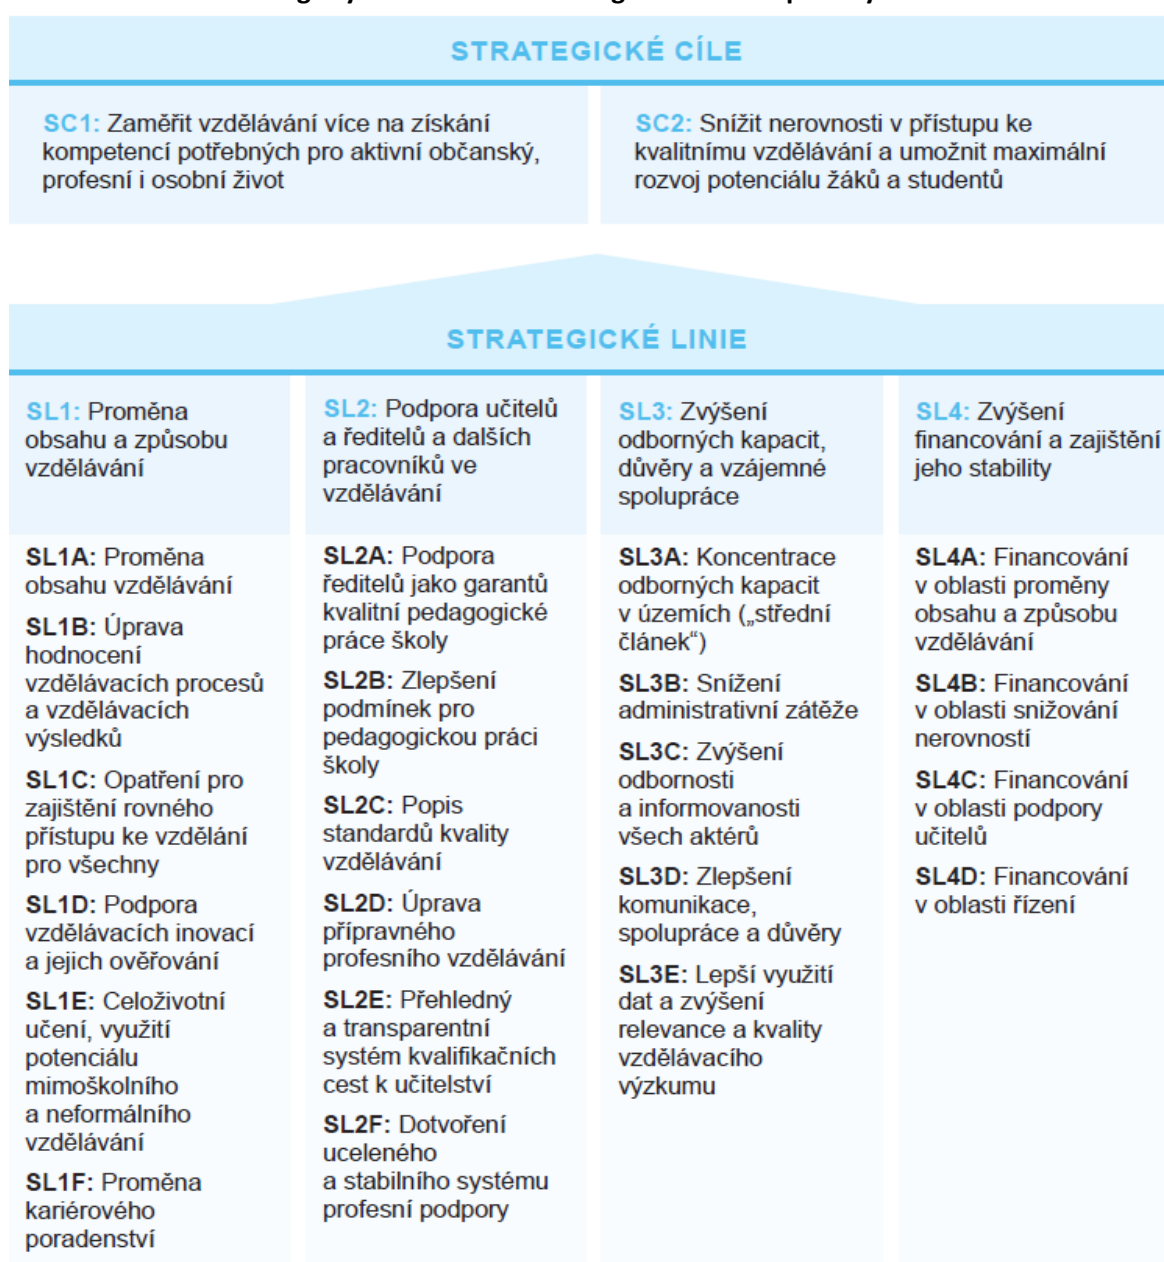 STRATEGICKÉ CÍLE
SC1: Zaměřit vzdělávání více na získání
kompetencí potřebných pro aktivní občanský,
profesní i osobní život
SC2: Snížit nerovnosti v přístupu ke
kvalitnímu vzdělávání a umožnit maximální
rozvoj potenciálu žáků a studentů
STRATEGICKÉ LINIE
SL1: Proměna
obsahu a způsobu
vzdělávání
SL1A: Proměna
obsahu vzdělávání
SL1B: Úprava
hodnocení
vzdělávacích procesů
a vzdělávacích
výsledků
SL1C: Opatření pro
zajištění rovného
přístupu ke vzdělání
pro všechny
SL1D: Podpora
vzdělávacích inovací
a jejich ověřování
SL1E: Celoživotní
učení, využití
potenciálu
mimoškolního
a neformálního
vzdělávání
SL1F: Proměna
kariérového
poradenství
SL2: Podpora učitelů
a ředitelů a dalších
pracovníků ve
vzdělávání
SL2A: Podpora
ředitelů jako garantů
kvalitní pedagogické
práce školy
SL2B: Zlepšení
podmínek pro
pedagogickou práci
školy
SL2C: Popis
standardů kvality
vzdělávání
SL2D: Úprava
přípravného
profesního vzdělávání
SL2E: Přehledný
a transparentní
systém kvalifikačních
cest k učitelství
SL2F: Dotvoření
uceleného
a stabilního systému
profesní podpory
SL3: Zvýšení
odborných kapacit,
důvěry a vzájemné
spolupráce
SL3A: Koncentrace
odborných kapacit
v územích („střední
článek“)
SL3B: Snížení
administrativní zátěže
SL3C: Zvýšení
odbornosti
a informovanosti
všech aktérů
SL3D: Zlepšení
komunikace,
spolupráce a důvěry
SL3E: Lepší využití
dat a zvýšení
relevance a kvality
vzdělávacího
výzkumu
SL4: Zvýšení
financování a zajištění
jeho stability
SL4A: Financování
v oblasti proměny
obsahu a způsobu
vzdělávání
SL4B: Financování
v oblasti snižování
nerovností
SL4C: Financování
v oblasti podpory
učitelů
SL4D: Financování
v oblasti řízení